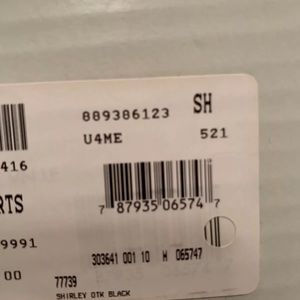 889386123 SH
U4ME 521
416
7 87935 06574 7
RTS
9991
303641 001 10 H 065747
00
77739
SHIRLEY OTK BLACK